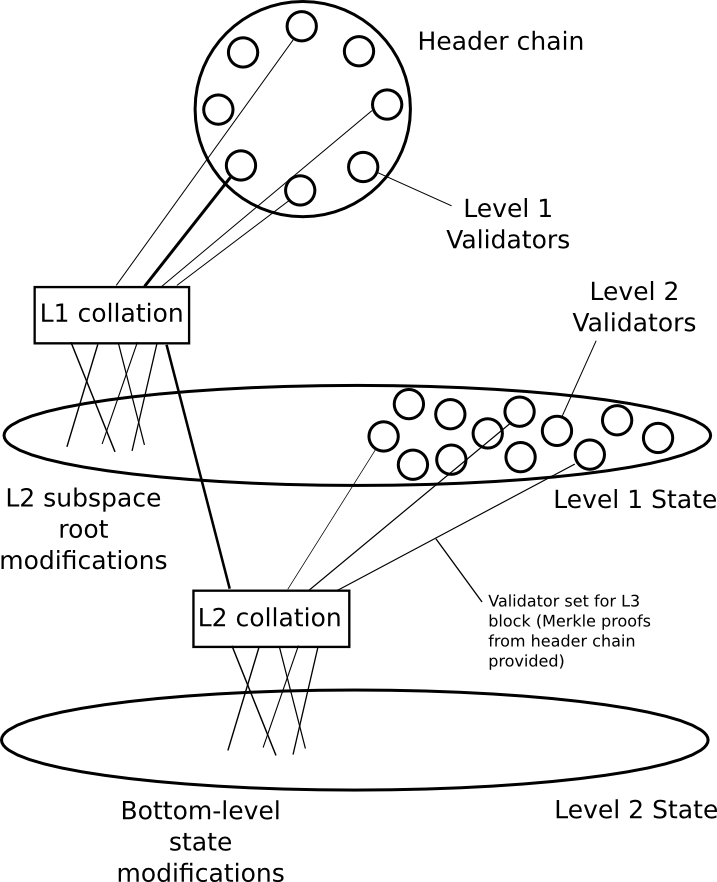 Header chain
Level 1
Validators
Level 2
Validators
L1 collation
L2 subspace
root
modifications
Level 1 State
L2 collation
Validator set for L3
block (Merkle proofs
from header chain
provided)
Bottom-level
state
modifications
Level 2 State